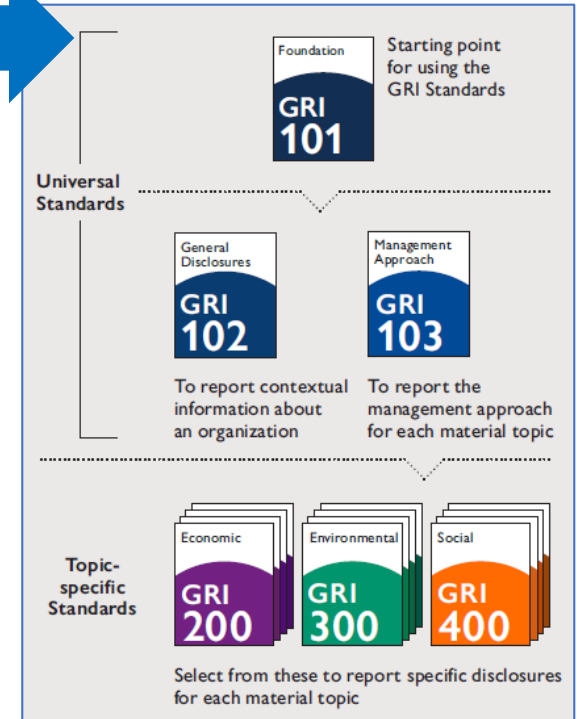 Foundation
GRI
101
Starting point
for using the
GRI Standards
Universal
Standards
General
Disclosures
GRI
102
Management
Approach
GRI
103
To report contextual
information about
an organization
To report the
management approach
for each material topic
Topic-
specific
Standards
Economic
GRI
200
Environmental
GRI
300
Social
GRI
400
Select from these to report specific disclosures
for each material topic